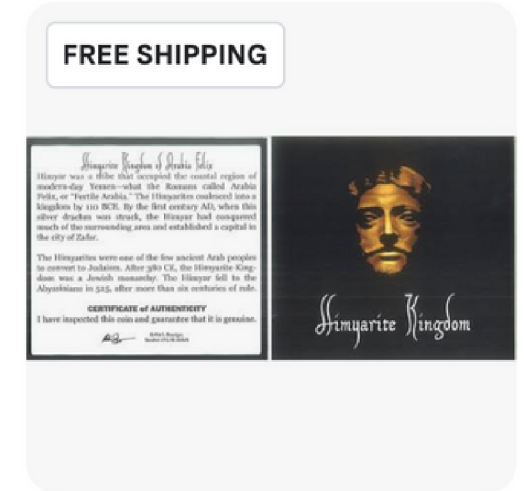 FREE SHIPPING
Himyarite Kingdom of Arabia Felix
Himyar was a tribe that occupied the coastal region of
modern-day Yemen—what the Romans called Arabia
Felix, or "Fertile Arabia." The Himyarites coalesced into a
kingdom by 110 BCE. By the first century AD, when this
silver drachm was struck, the Himyar had conquered
much of the surrounding area and established a capital in
the city of Zafar.
The Himyarites were one of the few ancient Arab peoples
to convert to Judaism. After 380 CE, the Himyarite King-
dom was a Jewish monarchy. The Himyar fell to the
Abyssinians in 525, after more than six centuries of rule.
CERTIFICATE of AUTHENTICITY
I have inspected this coin and guarantee that it is genuine.
Himyarite Kingdom